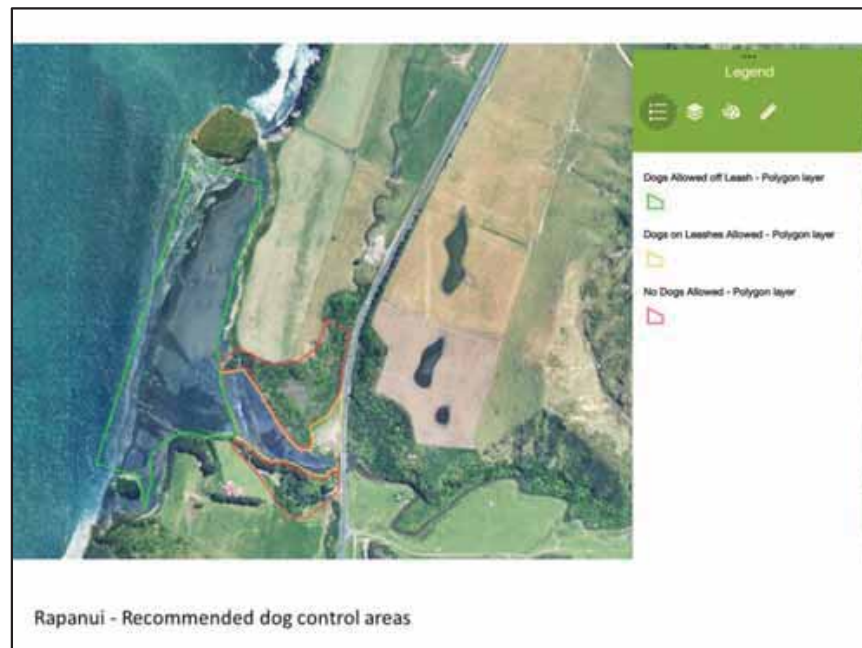 Legend
Dogs Allowed off Leash - Polygon layer
Dogs on Leashes Allowed - Polygon layer
No Dogs Allowed - Polygon layer
Rapanui - Recommended dog control areas